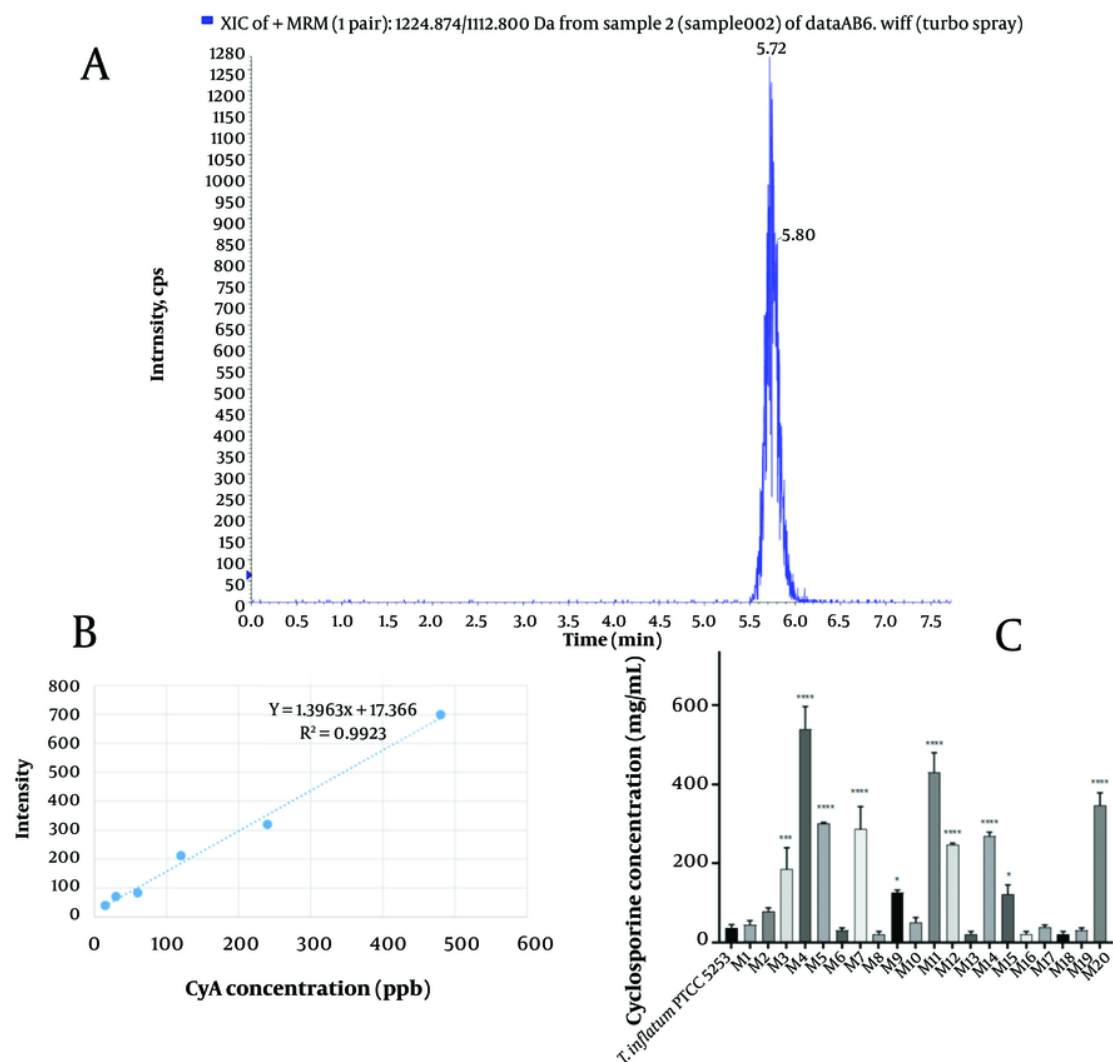 XIC of + MRM (1 pair): 1224.874/1112.800 Da from sample 2 (sample002) of dataAB6. wiff (turbo spray)
A
Intrnsity, cps
1280
1250
1200
1150
1100
1050
1000
950
900
850
800
750
700
650
600
550
500
450
400
350
300
250
200
150
100
50
0
5.72
5.80
0.0 0.5 1.0 1.5 2.0 2.5 3.0 3.5 4.0 4.5 5.0 5.5 6.0 6.5 7.0 7.5
Time (min)
B
Intensity
800
700
600
500
400
300
200
100
0
Y = 1.3963x + 17.366
R² = 0.9923
0 100 200 300 400 500 600
CyA concentration (ppb)
C
Cyclosporine concentration (mg/mL)
600
400
200
0
*** **** **** **** * **** **** **** * ****
T. inflatum PTCC 5253 M1 M2 M3 M4 M5 M6 M7 M8 M9 M10 M11 M12 M13 M14 M15 M16 M17 M18 M19 M20